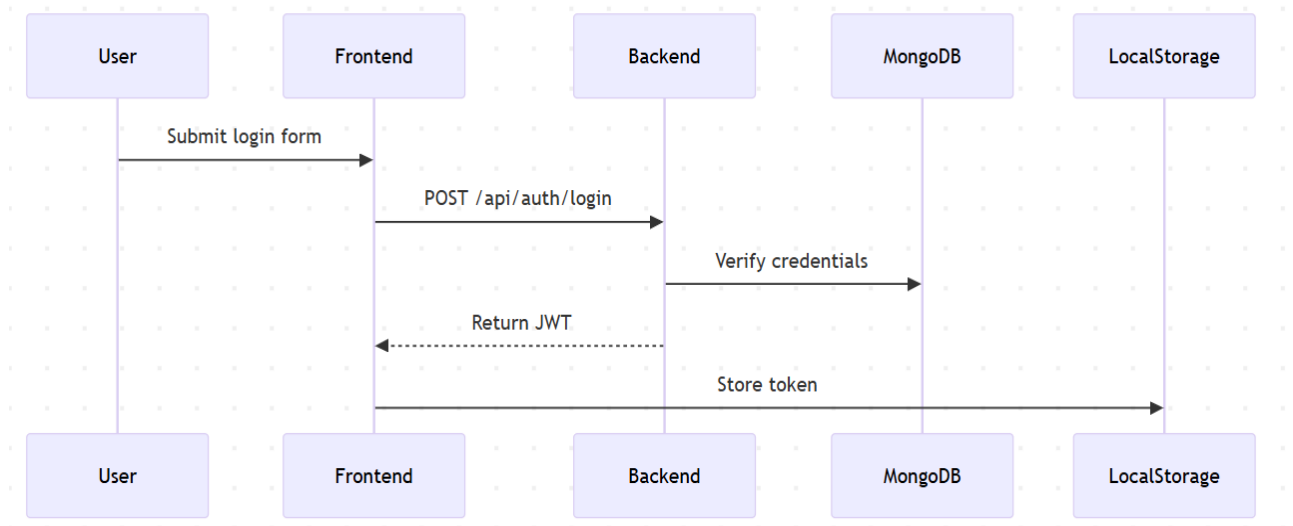 User
Frontend
Backend
MongoDB
LocalStorage
Submit login form
POST /api/auth/login
Verify credentials
Return JWT
Store token
User
Frontend
Backend
MongoDB
LocalStorage